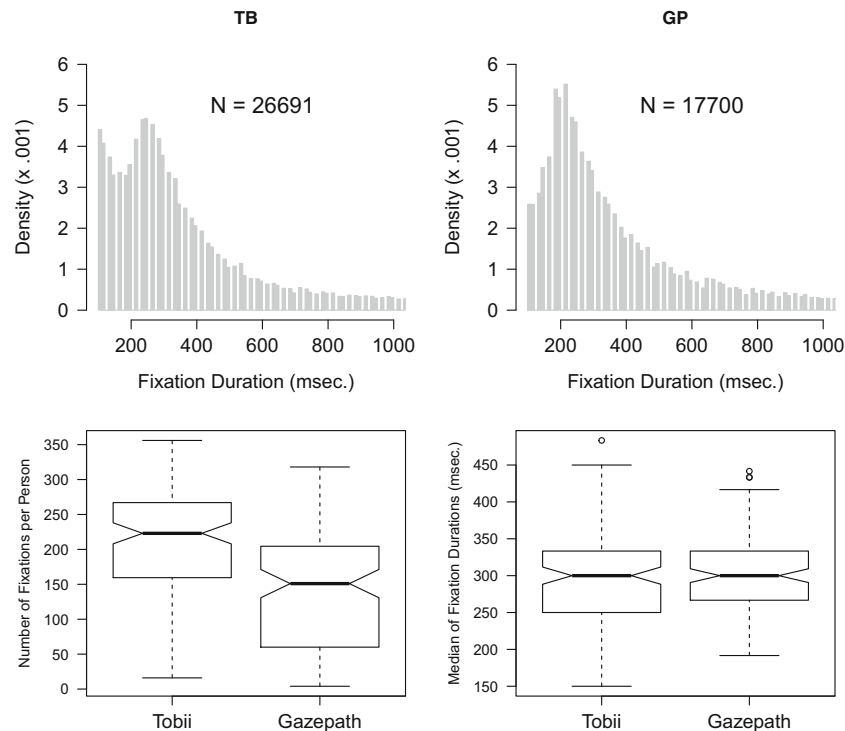 TB
Density (x .001)
6
5
4
3
2
1
0
N = 26691
200 400 600 800 1000
Fixation Duration (msec.)
GP
Density (x .001)
6
5
4
3
2
1
0
N = 17700
200 400 600 800 1000
Fixation Duration (msec.)
Number of Fixations per Person
350
300
250
200
150
100
50
0
Tobii Gazepath
Median of Fixation Durations (msec.)
450
400
350
300
250
200
150
Tobii Gazepath